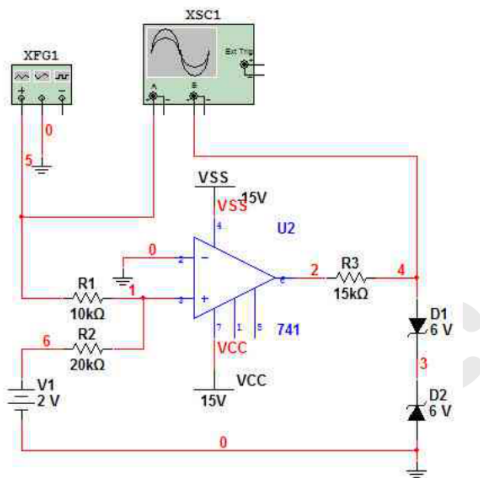 XSC1
XFG1
Ext Trig
+
-
A
B
+ - + -
+ -
0
5
VSS
15V
VSS
4
U2
0
2
-
R1
10kΩ
1
3
+
6
2
R3
15kΩ
4
R2
20kΩ
7
1
5
741
6
VCC
V1
2 V
VCC
15V
D1
6 V
3
D2
6 V
0